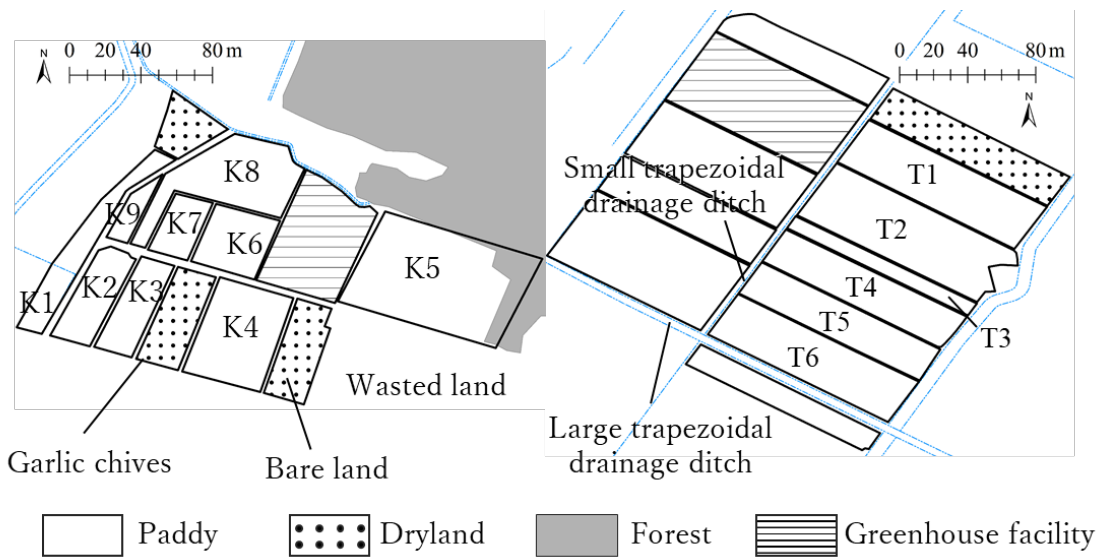 N
0 20 40 80 m
K8
K9
K7
K6
K5
K2
K3
K1
K4
Wasted land
Garlic chives
Bare land
0 20 40 80 m
N
T1
Small trapezoidal
drainage ditch
T2
T4
T3
T5
T6
Large trapezoidal
drainage ditch
Paddy
Dryland
Forest
Greenhouse facility